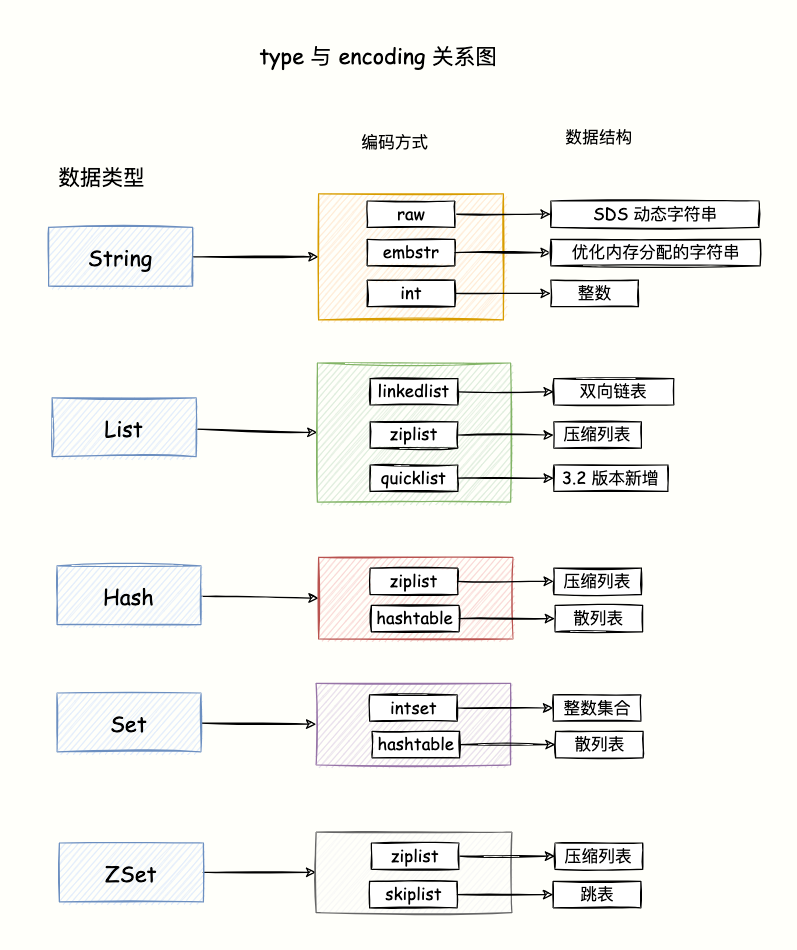 type 与 encoding 关系图
数据类型
编码方式
数据结构
String
raw
SDS 动态字符串
embstr
优化内存分配的字符串
int
整数
List
linkedlist
双向链表
ziplist
压缩列表
quicklist
3.2 版本新增
Hash
ziplist
压缩列表
hashtable
散列表
Set
intset
整数集合
hashtable
散列表
ZSet
ziplist
压缩列表
skiplist
跳表